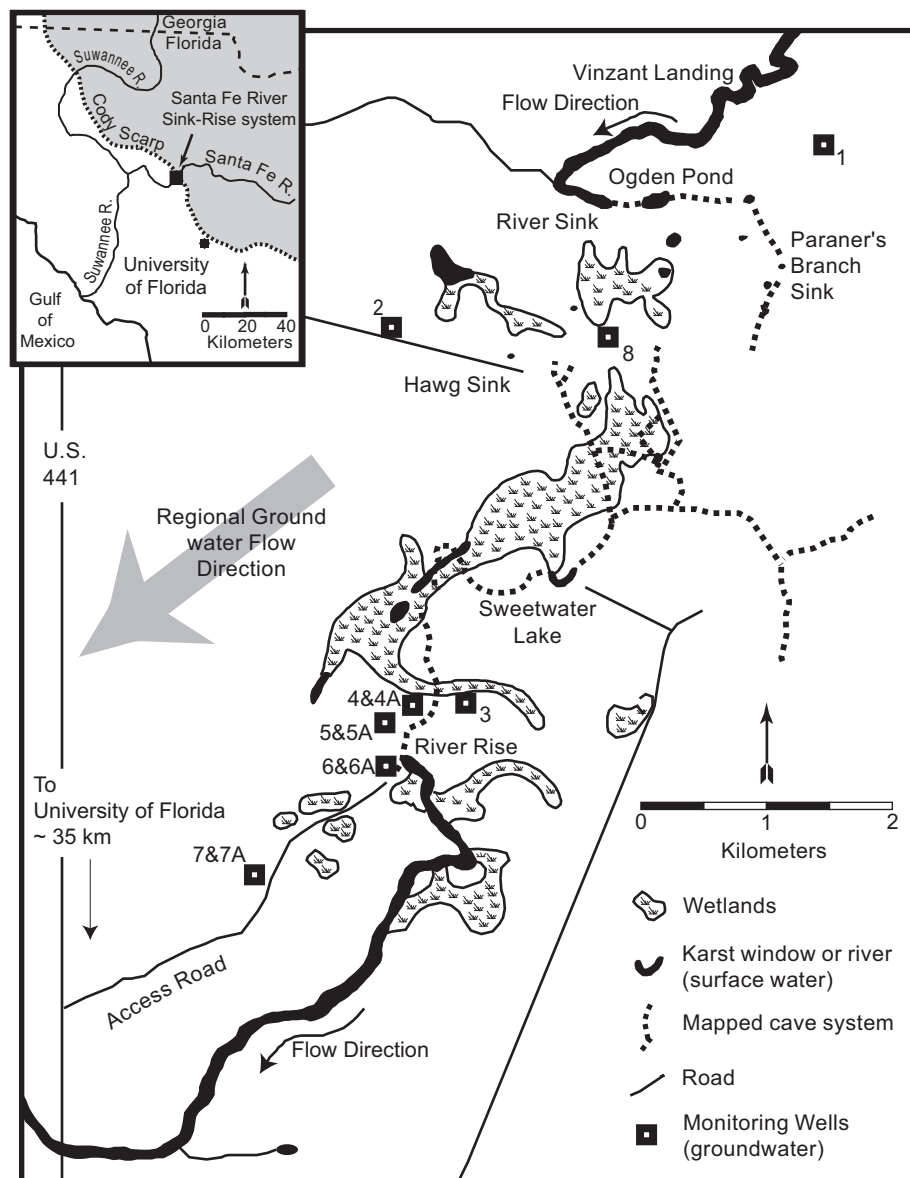 Georgia
Florida
Suwannee R.
Santa Fe River
Sink-Rise system
Cody Scarp
Santa Fe R.
Suwannee R.
University
of Florida
Gulf
of
Mexico
0 20 40
Kilometers
Vinzant Landing
Flow Direction
1
Ogden Pond
River Sink
Paraner's
Branch
Sink
2
8
Hawg Sink
U.S.
441
Regional Ground
water Flow
Direction
Sweetwater
Lake
4&4A
3
5&5A
River Rise
6&6A
To
University of Florida
~ 35 km
7&7A
Access Road
Flow Direction
0 1 2
Kilometers
Wetlands
Karst window or river
(surface water)
Mapped cave system
Road
Monitoring Wells
(groundwater)